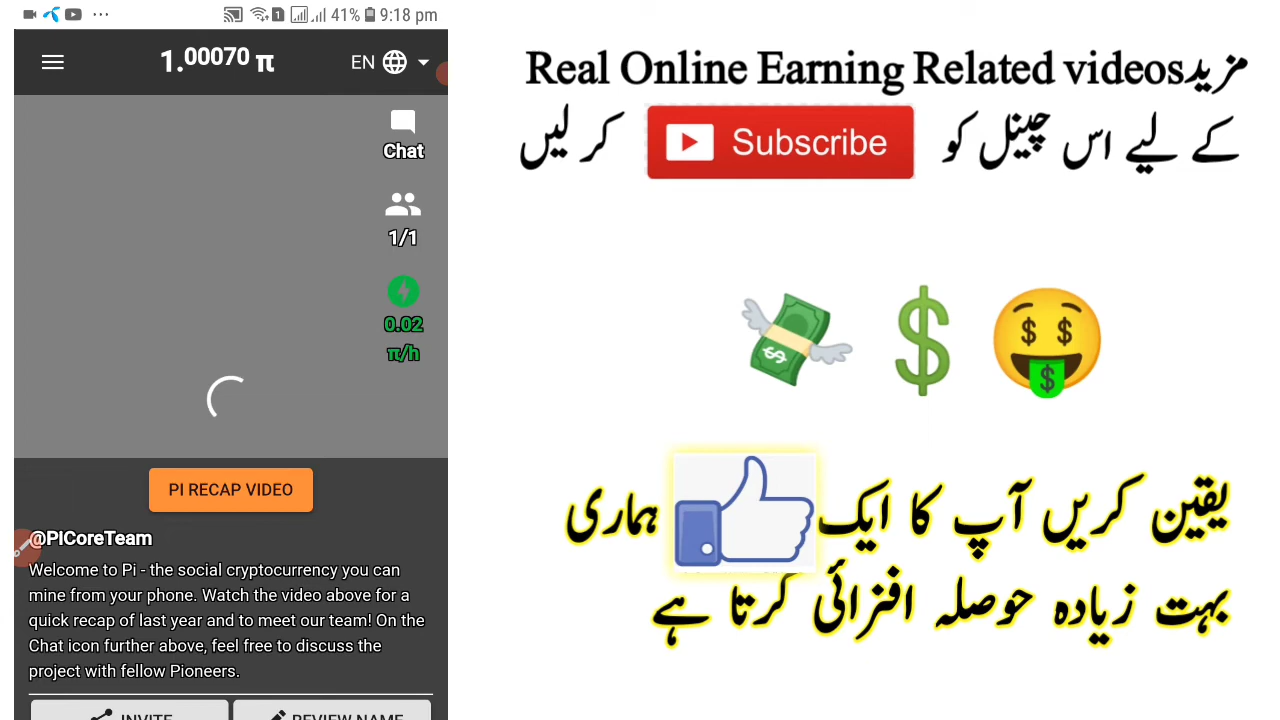 41% 9:18 pm
1.00070 π
EN
Chat
1/1
0.02
π/h
PI RECAP VIDEO
@PiCoreTeam
Welcome to Pi - the social cryptocurrency you can
mine from your phone. Watch the video above for a
quick recap of last year and to meet our team! On the
Chat icon further above, feel free to discuss the
project with fellow Pioneers.
INVITE
REVIEW NAME
مزید Real Online Earning Related videos
کے لیے اس چینل کو Subscribe کر لیں
یقین کریں آپ کا ایک ہماری
بہت زیادہ حوصلہ افزائی کرتا ہے